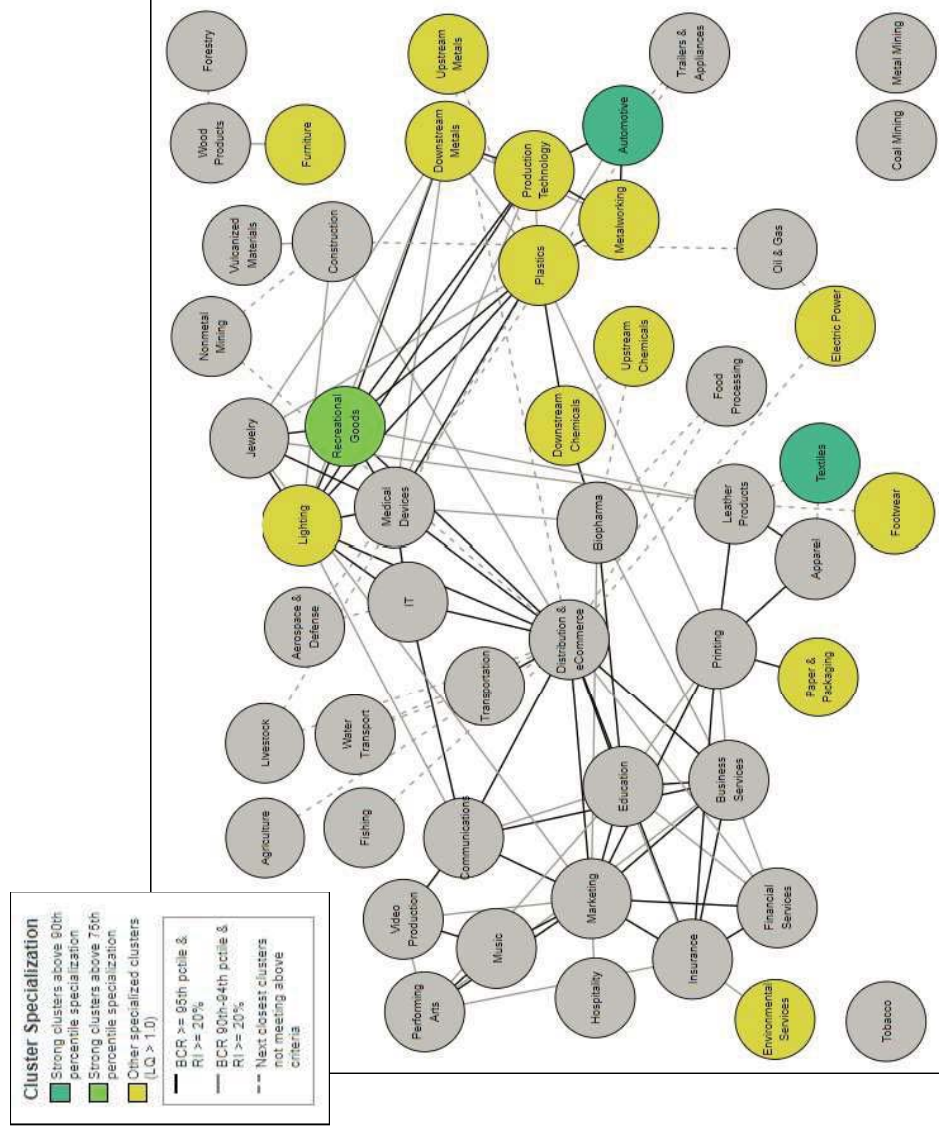 Cluster Specialization
Strong clusters above 90th
percentile specialization
Strong clusters above 75th
percentile specialization
Other specialized clusters
(LQ > 1.0)
BCR >= 95th pctile &
RI >= 20%
BCR 90th-94th pctile &
RI >= 20%
Next closest clusters
not meeting above
criteria
Performing
Arts
Video
Production
Fishing
Agriculture
Livestock
Water
Transport
Aerospace &
Defense
Lighting
Jewelry
Nonmetal
Mining
Vulcanized
Materials
Wood
Products
Forestry
Music
Communications
Transportation
IT
Medical
Devices
Recreational
Goods
Construction
Furniture
Hospitality
Marketing
Education
Distribution &
eCommerce
Biopharma
Downstream
Chemicals
Plastics
Production
Technology
Downstream
Metals
Upstream
Metals
Insurance
Business
Services
Printing
Leather
Products
Food
Processing
Upstream
Chemicals
Metalworking
Automotive
Trailers &
Appliances
Environmental
Services
Financial
Services
Paper &
Packaging
Apparel
Textiles
Footwear
Electric Power
Oil & Gas
Tobacco
Coal Mining
Metal Mining